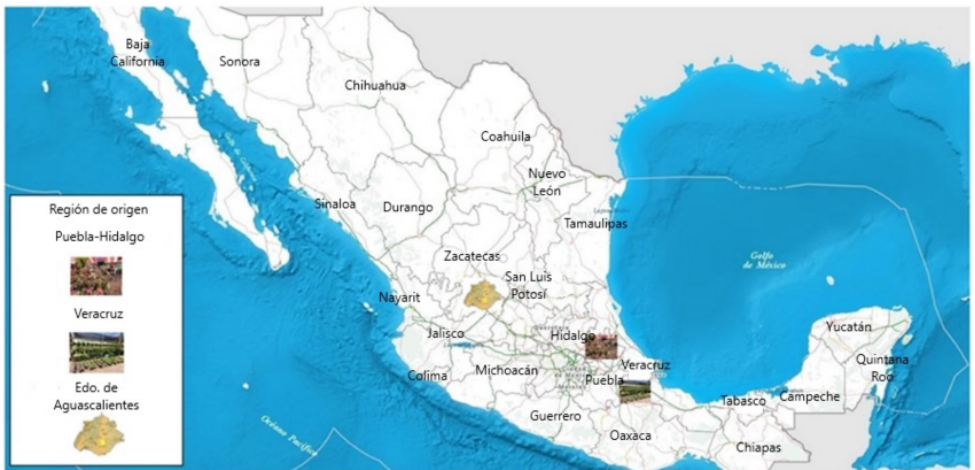 Baja
California
Sonora
Chihuahua
Coahuila
Nuevo
León
Sinaloa
Durango
Tamaulipas
Zacatecas
San Luis
Potosí
Nayarit
Jalisco
Hidalgo
Colima
Michoacán
Puebla
Veracruz
Guerrero
Oaxaca
Tabasco
Campeche
Chiapas
Yucatán
Quintana
Roo
Golfo
de México
Océano Pacífico
Región de origen
Puebla-Hidalgo
Veracruz
Edo. de
Aguascalientes